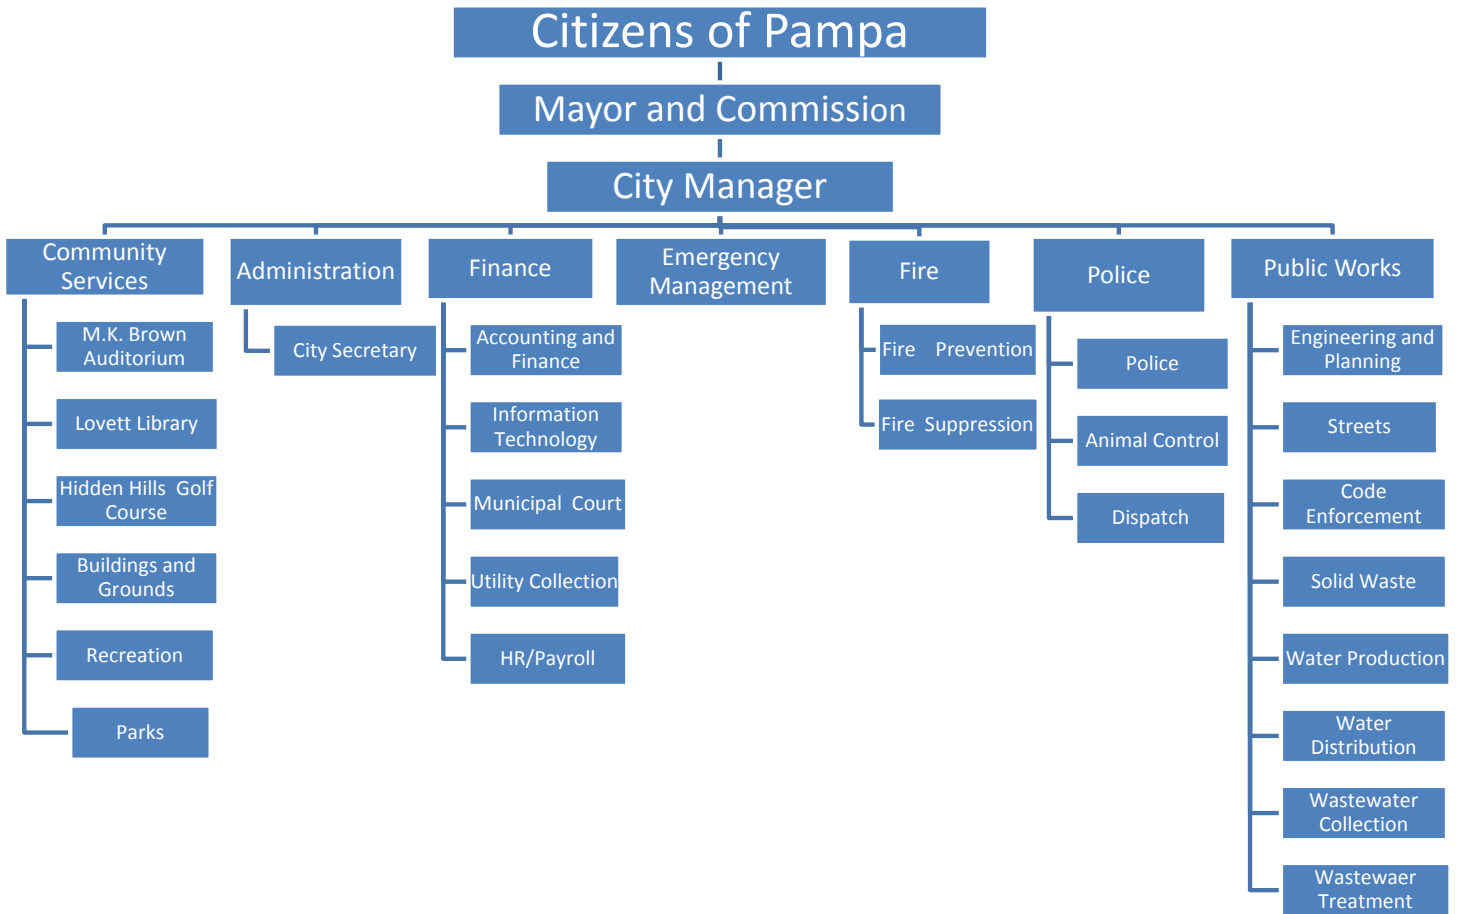 Citizens of Pampa
Mayor and Commission
City Manager
Community
Services
Administration
Finance
Emergency
Management
Fire
Police
Public Works
M.K. Brown
Auditorium
Lovett Library
Hidden Hills Golf
Course
Buildings and
Grounds
Recreation
Parks
City Secretary
Accounting and
Finance
Information
Technology
Municipal Court
Utility Collection
HR/Payroll
Fire Prevention
Fire Suppression
Police
Animal Control
Dispatch
Engineering and
Planning
Streets
Code
Enforcement
Solid Waste
Water Production
Water
Distribution
Wastewater
Collection
Wastewaer
Treatment